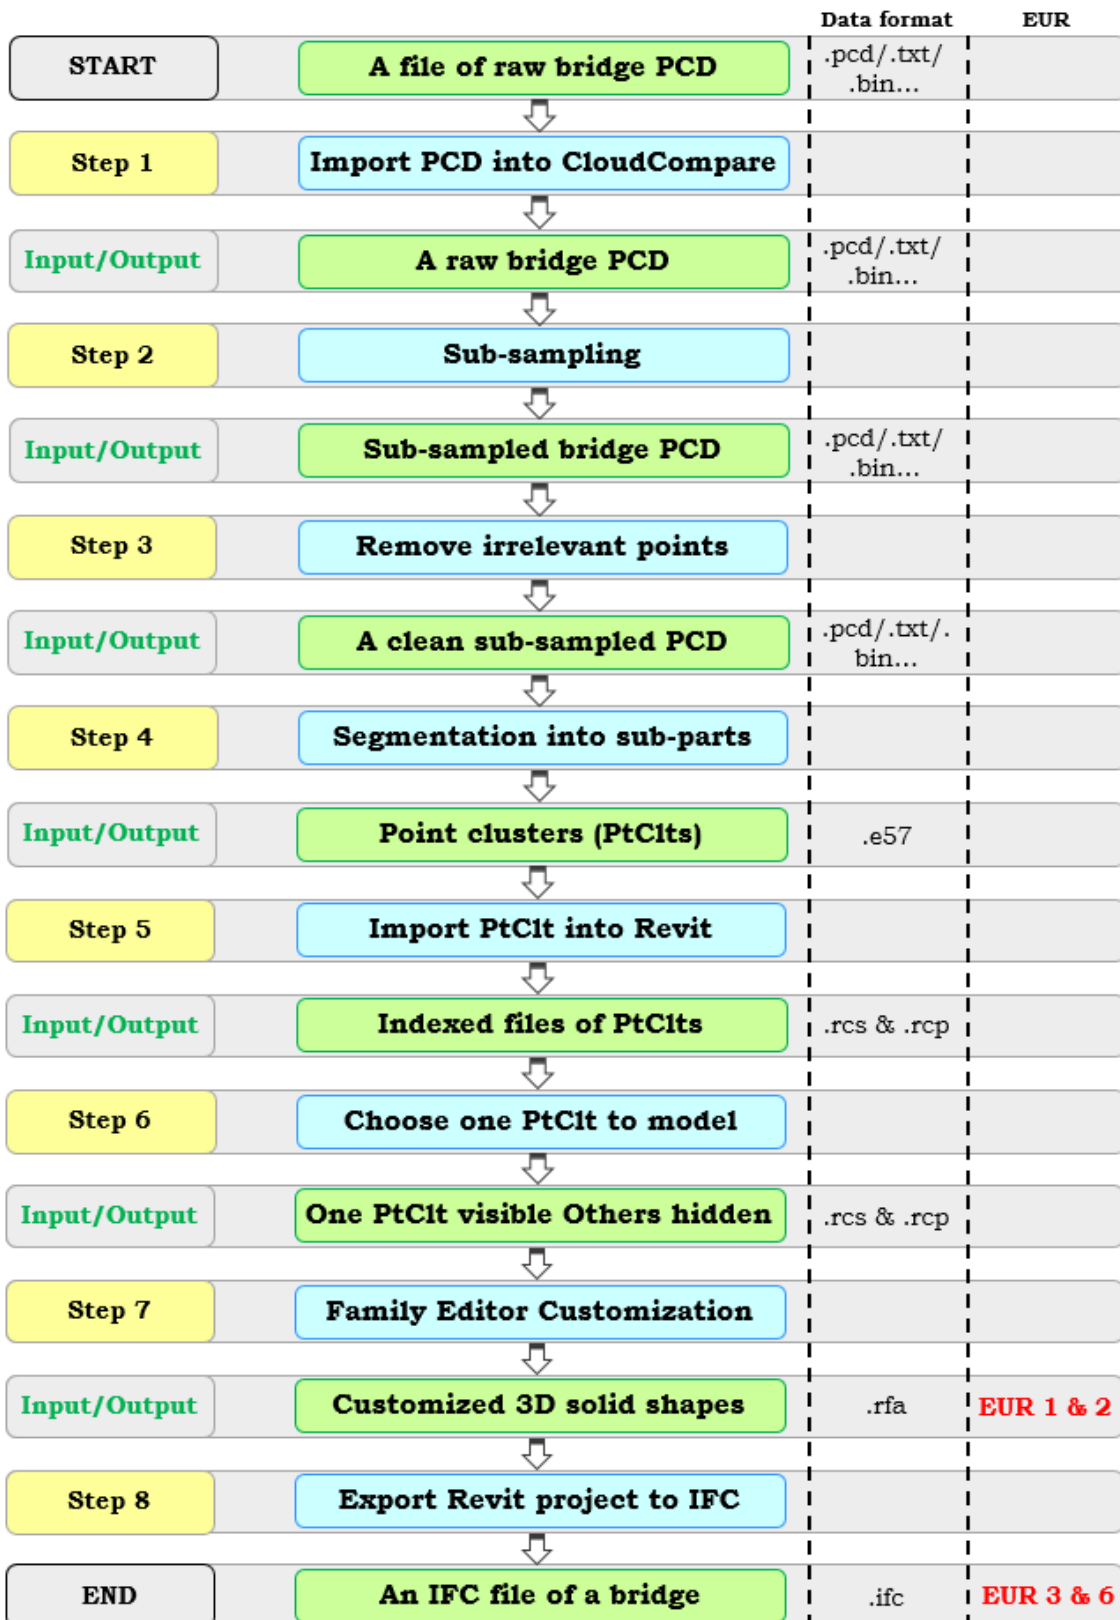 Data format EUR
START A file of raw bridge PCD .pcd/.txt/
.bin...
Step 1 Import PCD into CloudCompare
Input/Output A raw bridge PCD .pcd/.txt/
.bin...
Step 2 Sub-sampling
Input/Output Sub-sampled bridge PCD .pcd/.txt/
.bin...
Step 3 Remove irrelevant points
Input/Output A clean sub-sampled PCD .pcd/.txt/.
bin...
Step 4 Segmentation into sub-parts
Input/Output Point clusters (PtClts) .e57
Step 5 Import PtClt into Revit
Input/Output Indexed files of PtClts .rcs & .rcp
Step 6 Choose one PtClt to model
Input/Output One PtClt visible Others hidden .rcs & .rcp
Step 7 Family Editor Customization
Input/Output Customized 3D solid shapes .rfa EUR 1 & 2
Step 8 Export Revit project to IFC
END An IFC file of a bridge .ifc EUR 3 & 6